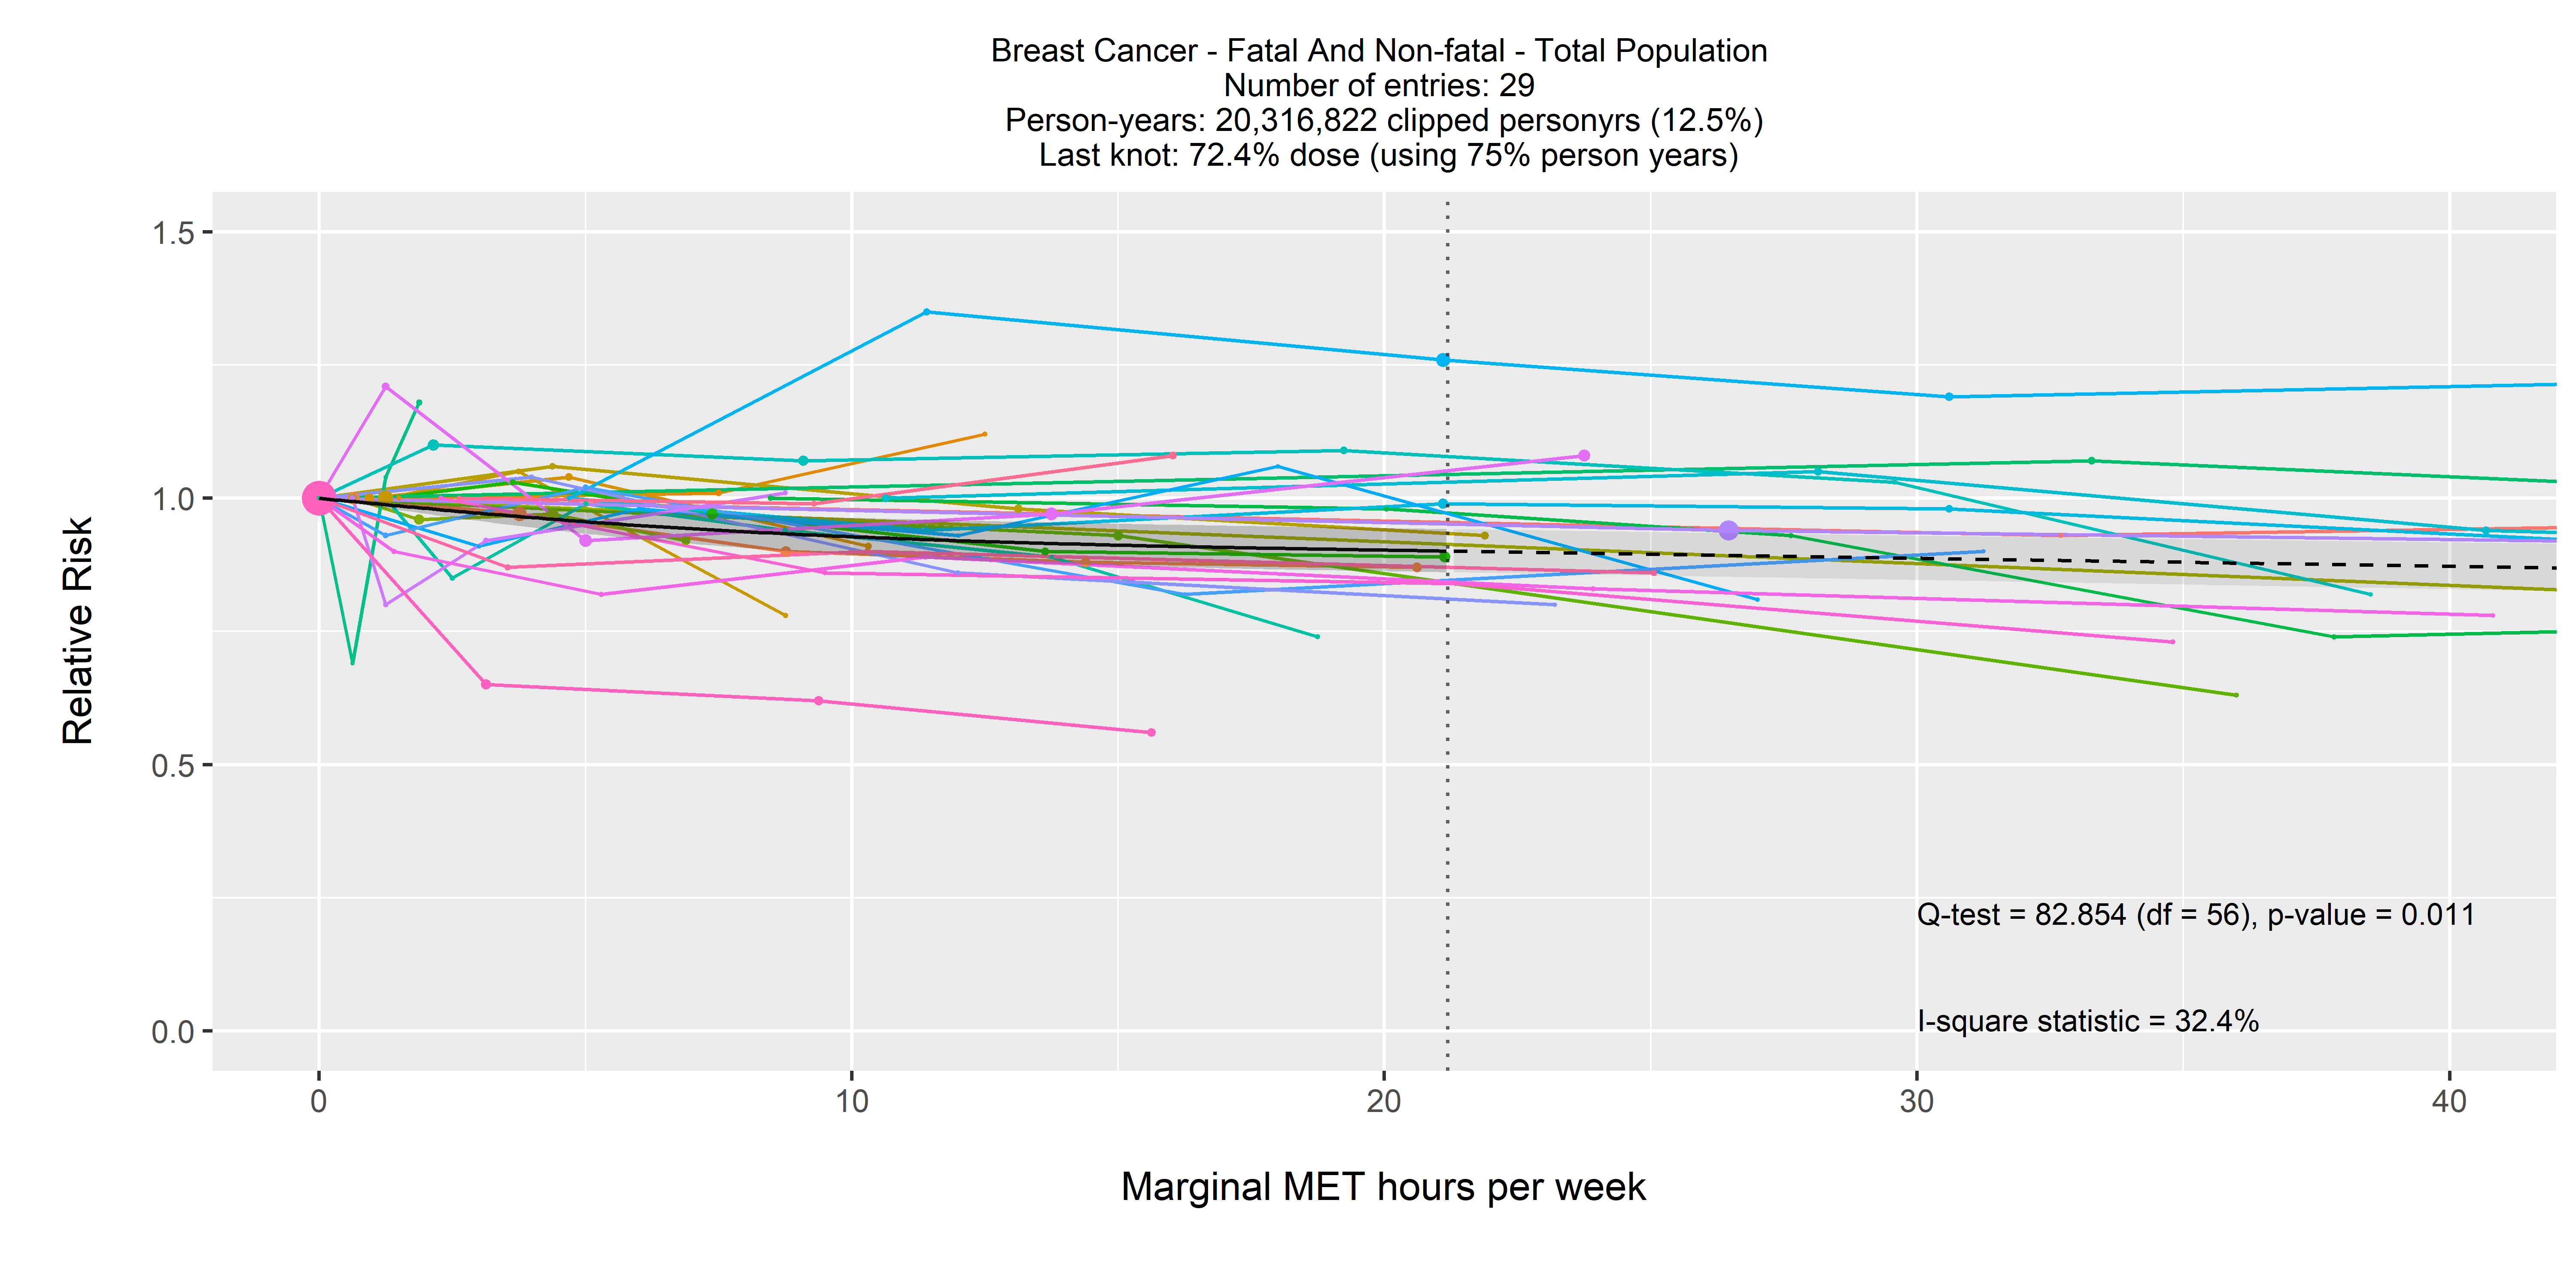 Breast Cancer - Fatal And Non-fatal - Total Population
Number of entries: 29
Person-years: 20,316,822 clipped personyrs (12.5%)
Last knot: 72.4% dose (using 75% person years)
1.5
1.0
0.5
0.0
Relative Risk
Q-test = 82.854 (df = 56), p-value = 0.011
I-square statistic = 32.4%
0 10 20 30 40
Marginal MET hours per week